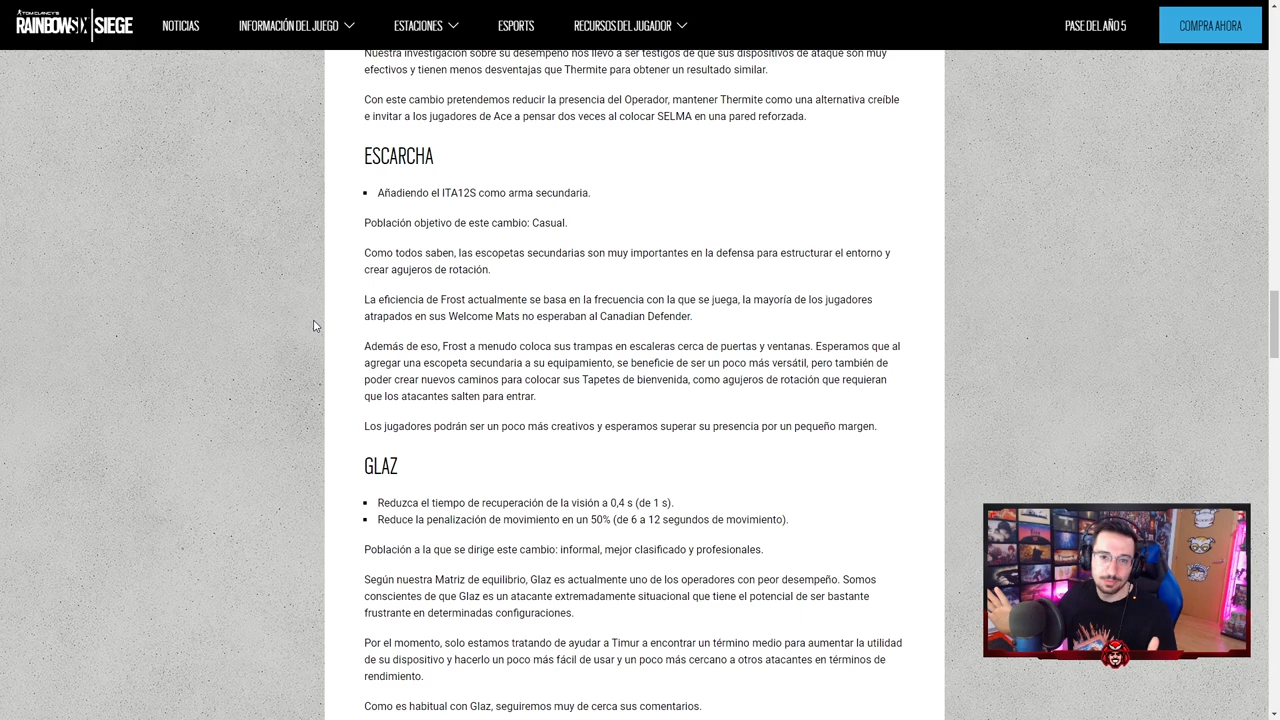 TOM CLANCY'S
RAINBOWSIX SIEGE
NOTICIAS
INFORMACIÓN DEL JUEGO
ESTACIONES
ESPORTS
RECURSOS DEL JUGADOR
PASE DEL AÑO 5
COMPRA AHORA
Nuestra investigación sobre su desempeño nos llevó a ser testigos de que sus dispositivos de ataque son muy
efectivos y tienen menos desventajas que Thermite para obtener un resultado similar.
Con este cambio pretendemos reducir la presencia del Operador, mantener Thermite como una alternativa creíble
e invitar a los jugadores de Ace a pensar dos veces al colocar SELMA en una pared reforzada.
ESCARCHA
▪ Añadiendo el ITA12S como arma secundaria.
Población objetivo de este cambio: Casual.
Como todos saben, las escopetas secundarias son muy importantes en la defensa para estructurar el entorno y
crear agujeros de rotación.
La eficiencia de Frost actualmente se basa en la frecuencia con la que se juega, la mayoría de los jugadores
atrapados en sus Welcome Mats no esperaban al Canadian Defender.
Además de eso, Frost a menudo coloca sus trampas en escaleras cerca de puertas y ventanas. Esperamos que al
agregar una escopeta secundaria a su equipamiento, se beneficie de ser un poco más versátil, pero también de
poder crear nuevos caminos para colocar sus Tapetes de bienvenida, como agujeros de rotación que requieran
que los atacantes salten para entrar.
Los jugadores podrán ser un poco más creativos y esperamos superar su presencia por un pequeño margen.
GLAZ
▪ Reduzca el tiempo de recuperación de la visión a 0,4 s (de 1 s).
▪ Reduce la penalización de movimiento en un 50% (de 6 a 12 segundos de movimiento).
Población a la que se dirige este cambio: informal, mejor clasificado y profesionales.
Según nuestra Matriz de equilibrio, Glaz es actualmente uno de los operadores con peor desempeño. Somos
conscientes de que Glaz es un atacante extremadamente situacional que tiene el potencial de ser bastante
frustrante en determinadas configuraciones.
Por el momento, solo estamos tratando de ayudar a Timur a encontrar un término medio para aumentar la utilidad
de su dispositivo y hacerlo un poco más fácil de usar y un poco más cercano a otros atacantes en términos de
rendimiento.
Como es habitual con Glaz, seguiremos muy de cerca sus comentarios.